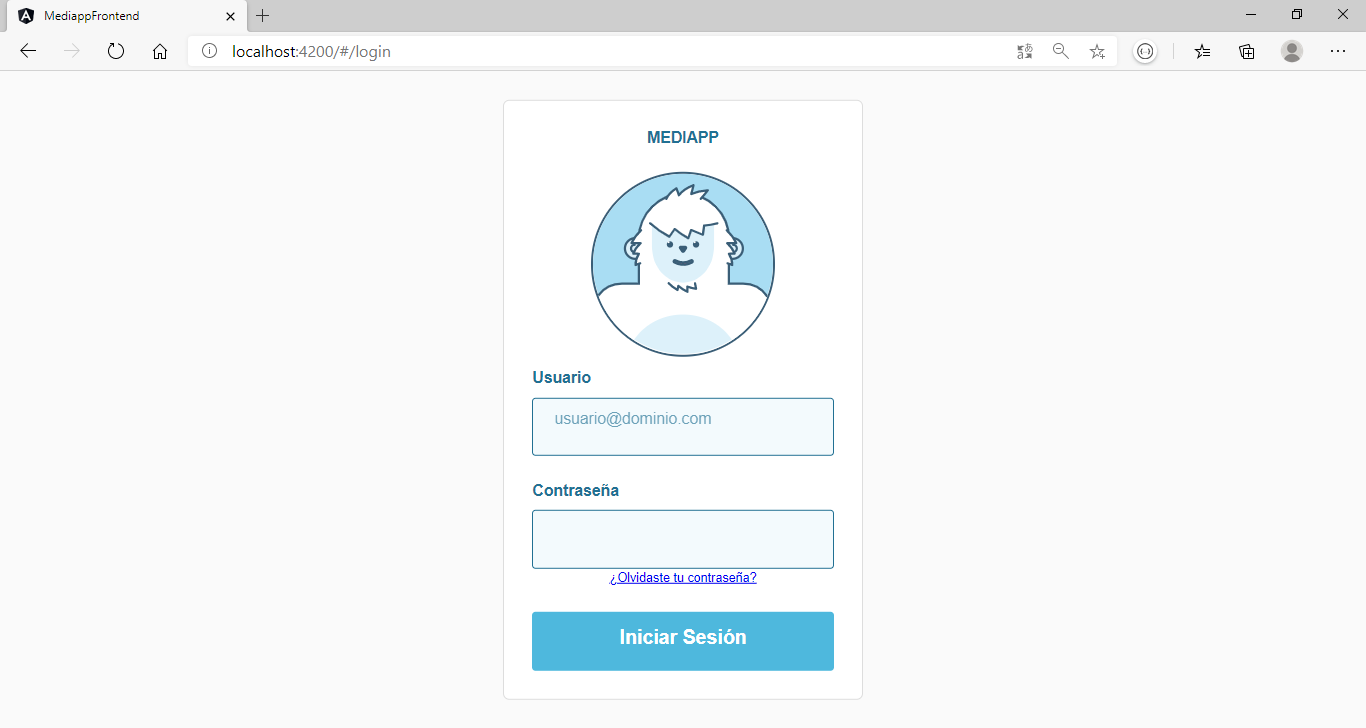 MediappFrontend
localhost:4200/#/login
MEDIAPP
Usuario
usuario@dominio.com
Contraseña
¿Olvidaste tu contraseña?
Iniciar Sesión